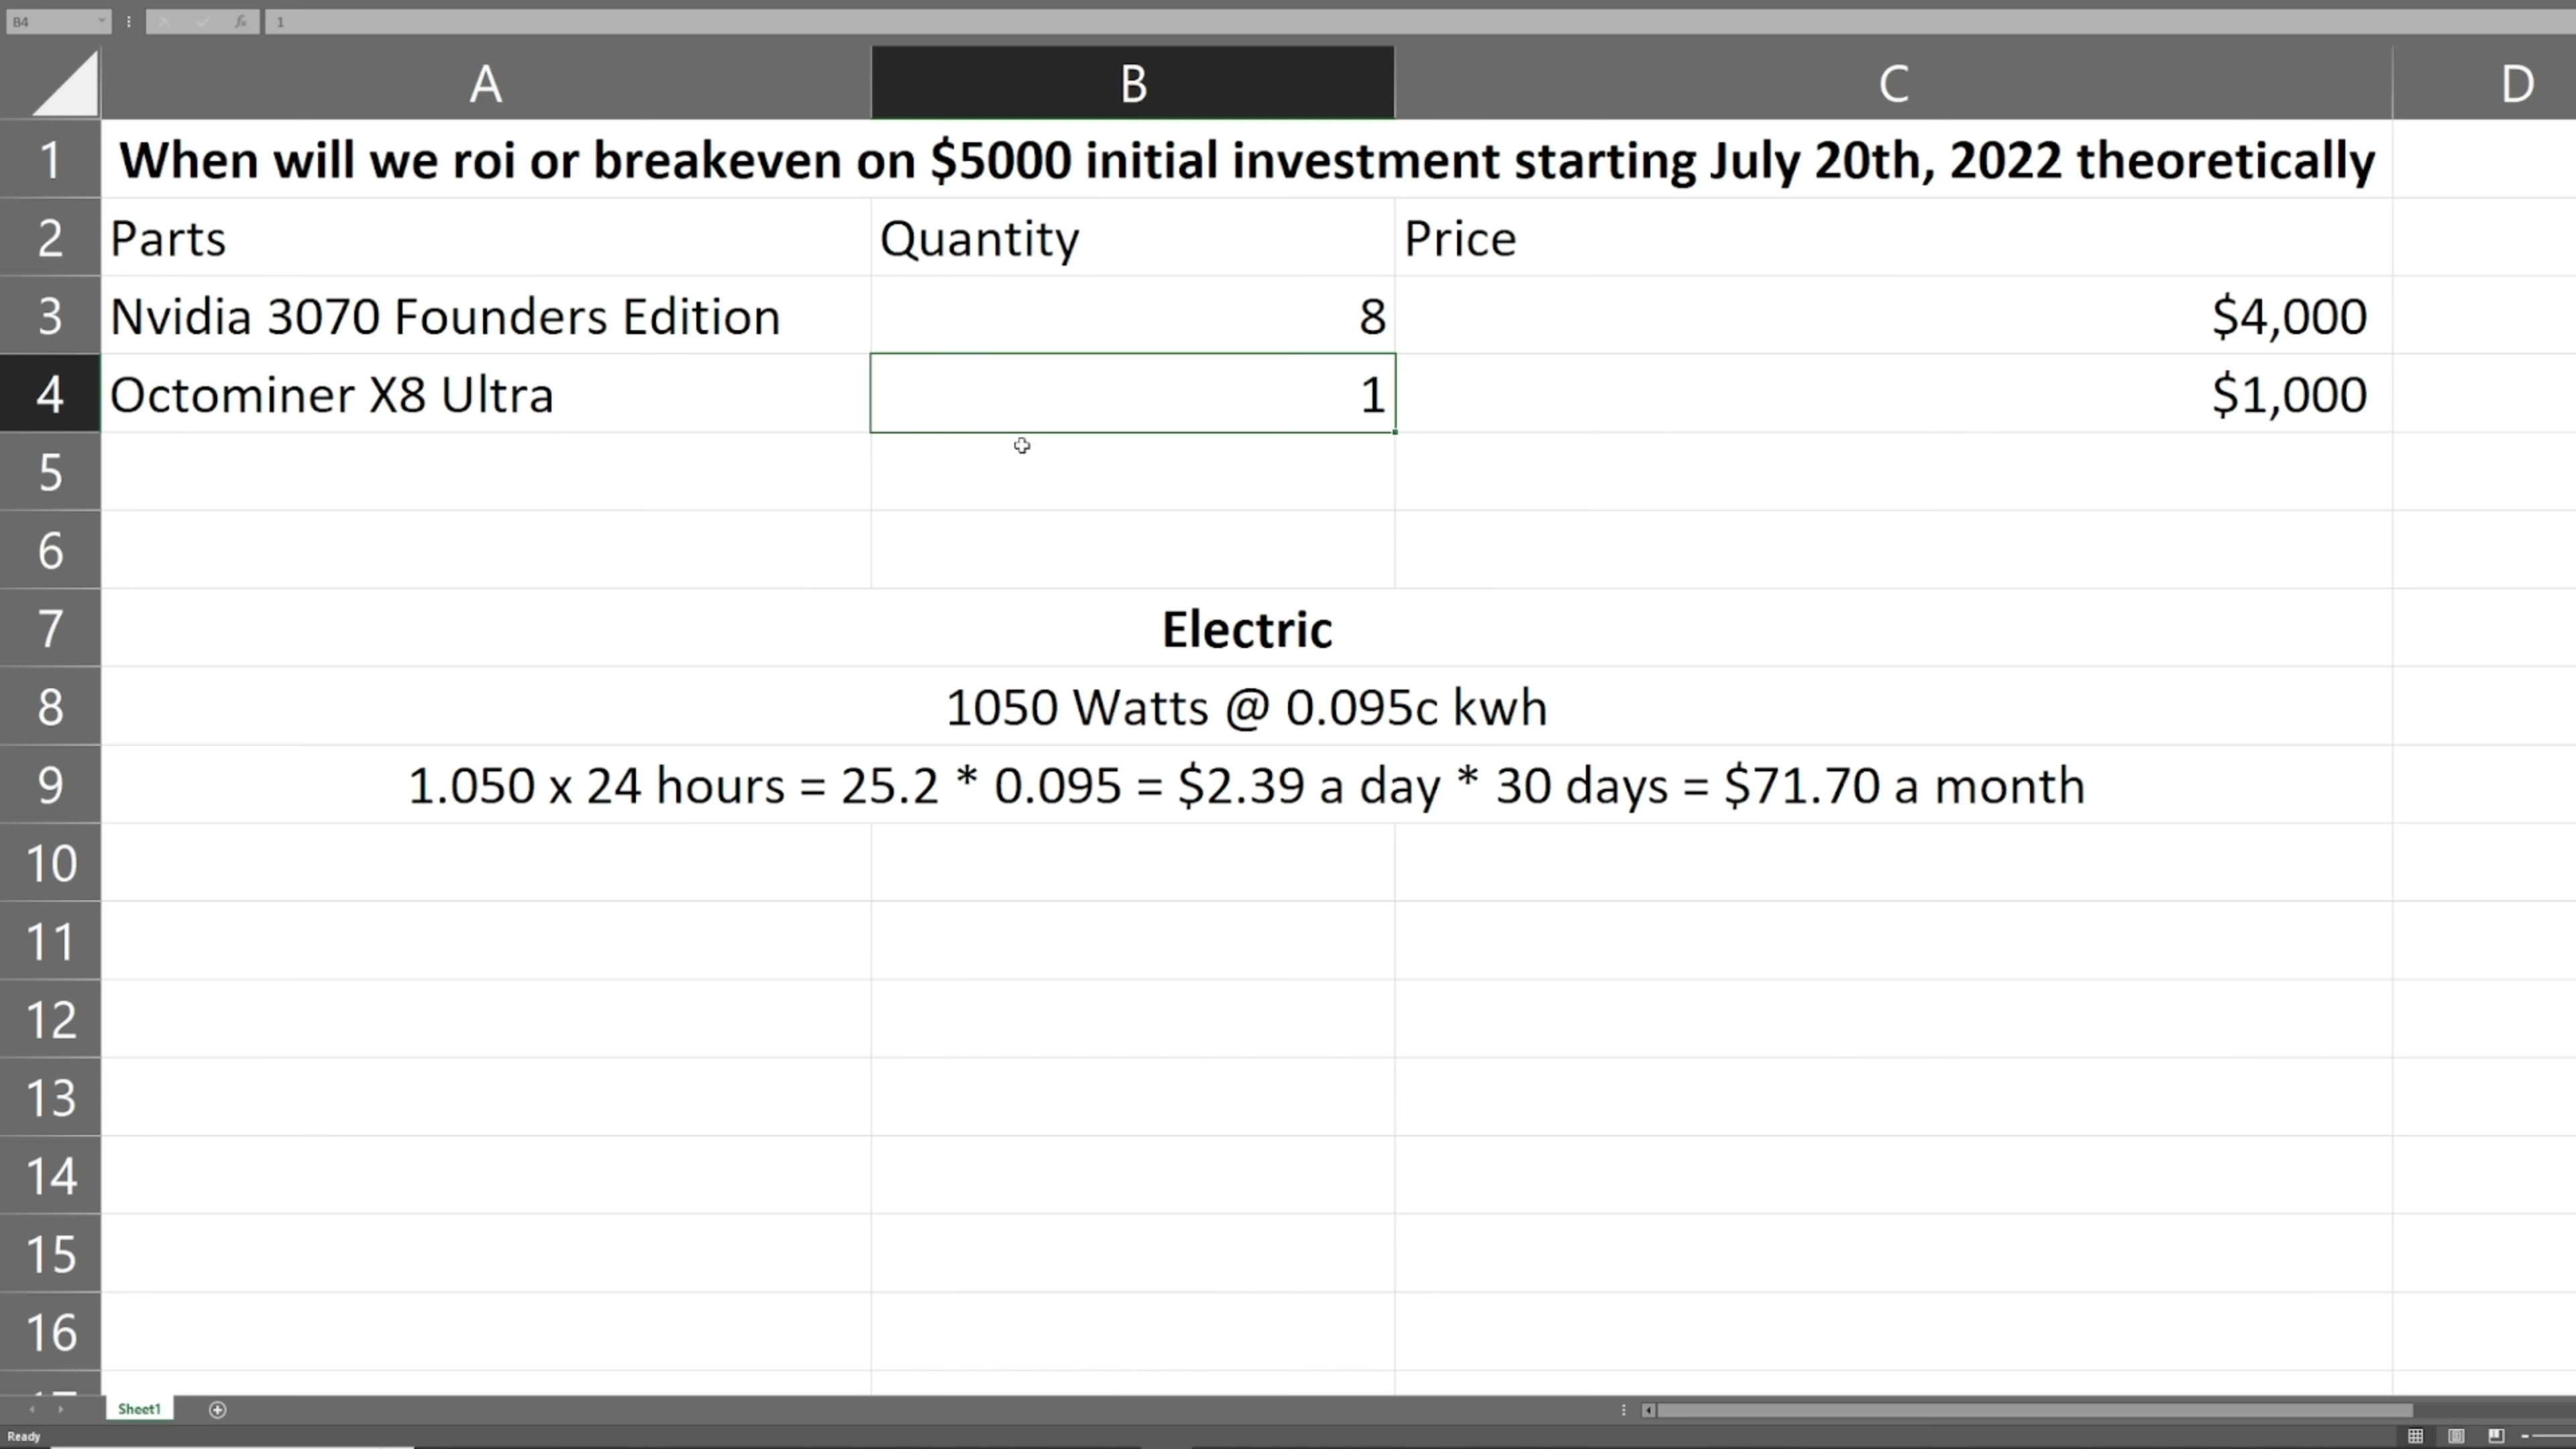 B4 1
A B C D
1 When will we roi or breakeven on $5000 initial investment starting July 20th, 2022 theoretically
2 Parts Quantity Price
3 Nvidia 3070 Founders Edition 8 $4,000
4 Octominer X8 Ultra 1 $1,000
5
6
7 Electric
8 1050 Watts @ 0.095c kwh
9 1.050 x 24 hours = 25.2 * 0.095 = $2.39 a day * 30 days = $71.70 a month
10
11
12
13
14
15
16
Sheet1
Ready